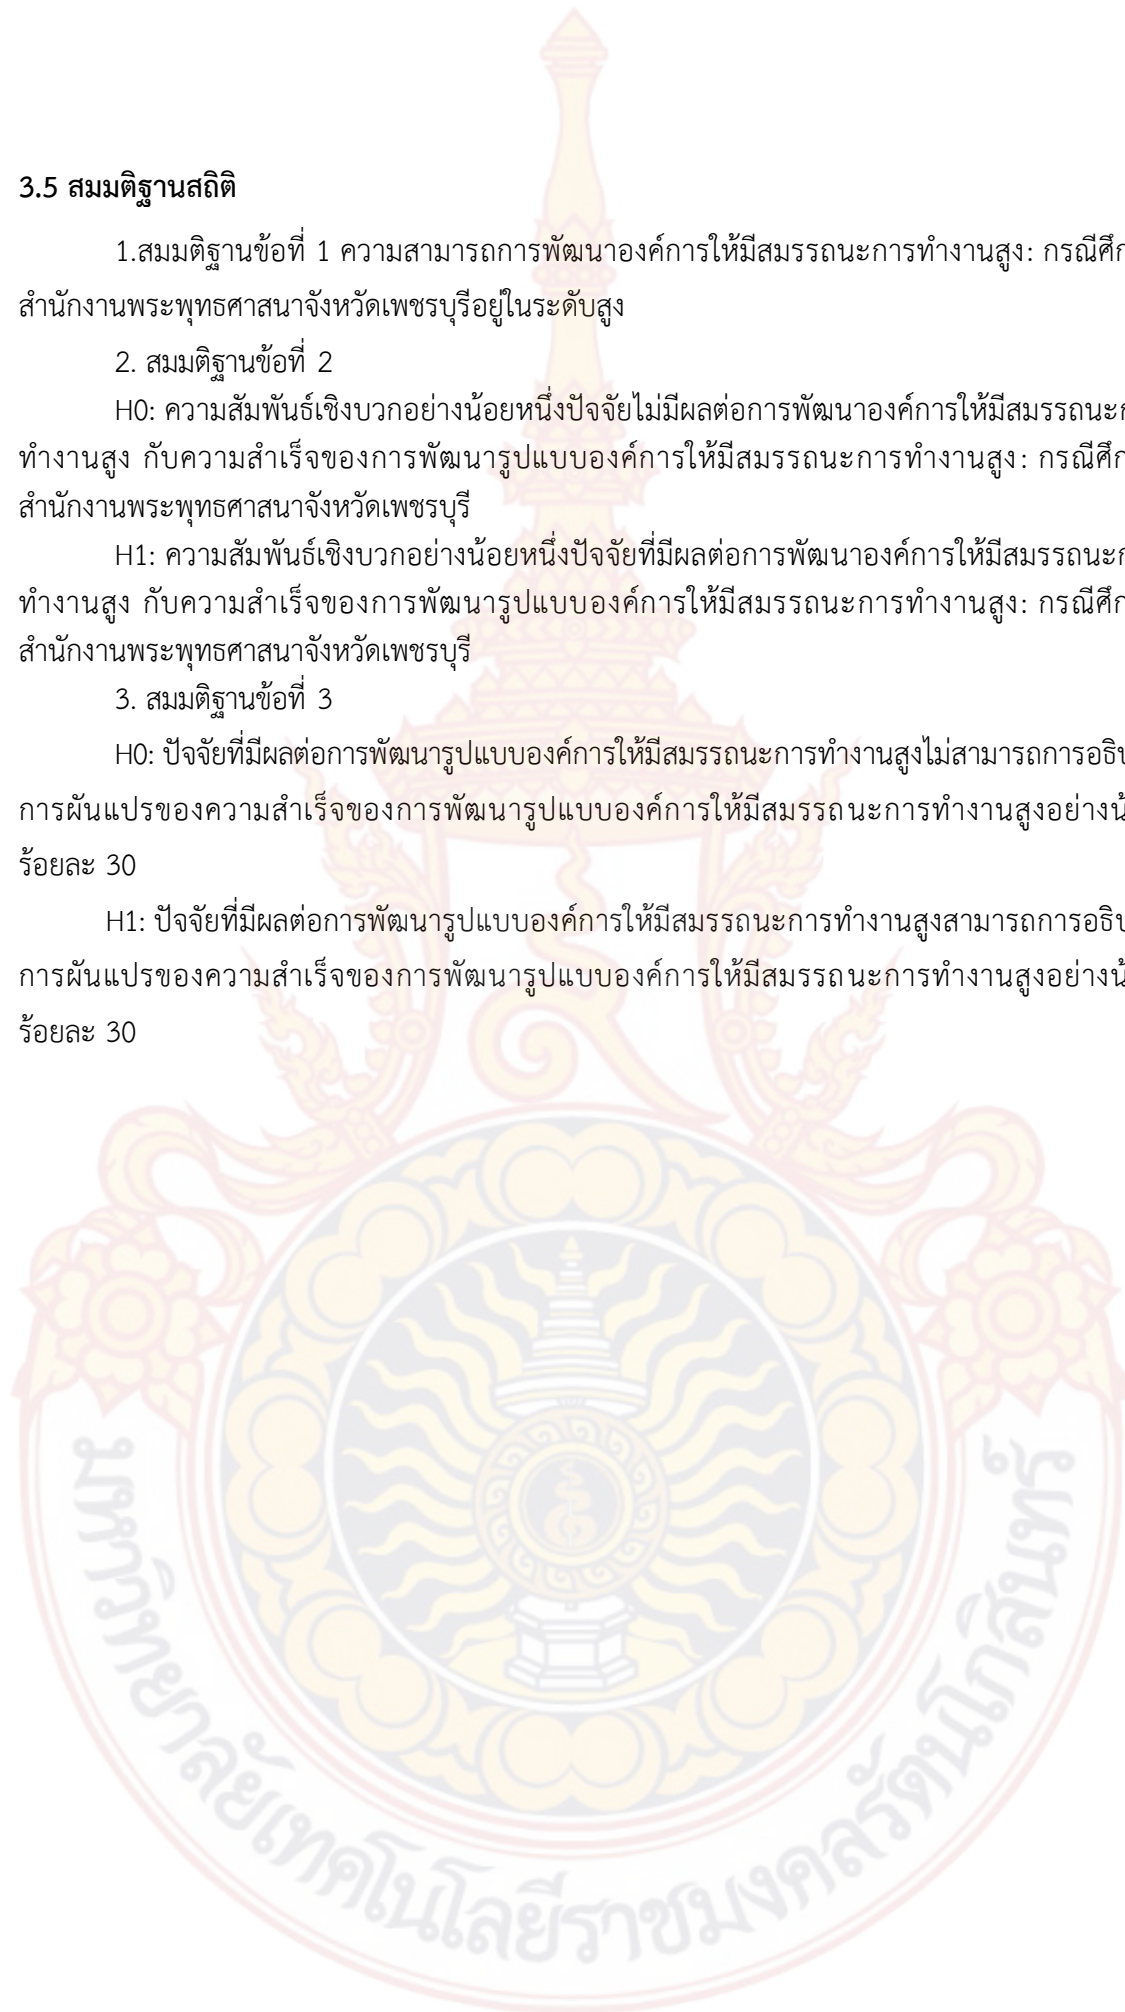 3.5 สมมติฐานสถิติ
1.สมมติฐานข้อที่ 1 ความสามารถการพัฒนาองค์การให้มีสมรรถนะการทำงานสูง: กรณีศึก
สำนักงานพระพุทธศาสนาจังหวัดเพชรบุรีอยู่ในระดับสูง
2. สมมติฐานข้อที่ 2
H0: ความสัมพันธ์เชิงบวกอย่างน้อยหนึ่งปัจจัยไม่มีผลต่อการพัฒนาองค์การให้มีสมรรถนะก
ทำงานสูง กับความสำเร็จของการพัฒนารูปแบบองค์การให้มีสมรรถนะการทำงานสูง: กรณีศึก
สำนักงานพระพุทธศาสนาจังหวัดเพชรบุรี
H1: ความสัมพันธ์เชิงบวกอย่างน้อยหนึ่งปัจจัยที่มีผลต่อการพัฒนาองค์การให้มีสมรรถนะก
ทำงานสูง กับความสำเร็จของการพัฒนารูปแบบองค์การให้มีสมรรถนะการทำงานสูง: กรณีศึก
สำนักงานพระพุทธศาสนาจังหวัดเพชรบุรี
3. สมมติฐานข้อที่ 3
H0: ปัจจัยที่มีผลต่อการพัฒนารูปแบบองค์การให้มีสมรรถนะการทำงานสูงไม่สามารถการอธิบ
การผันแปรของความสำเร็จของการพัฒนารูปแบบองค์การให้มีสมรรถนะการทำงานสูงอย่างน้
ร้อยละ 30
H1: ปัจจัยที่มีผลต่อการพัฒนารูปแบบองค์การให้มีสมรรถนะการทำงานสูงสามารถการอธิบ
การผันแปรของความสำเร็จของการพัฒนารูปแบบองค์การให้มีสมรรถนะการทำงานสูงอย่างน้
ร้อยละ 30
มหาวิทยาลัยเทคโนโลยีราชมงคลรัตนโกสินทร์